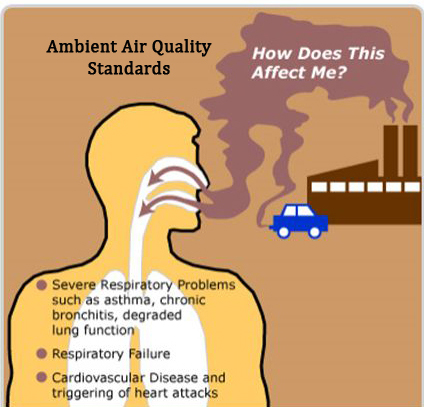 Ambient Air Quality
Standards
How Does This
Affect Me?
Severe Respiratory Problems
such as asthma, chronic
bronchitis, degraded
lung function
Respiratory Failure
Cardiovascular Disease and
triggering of heart attacks